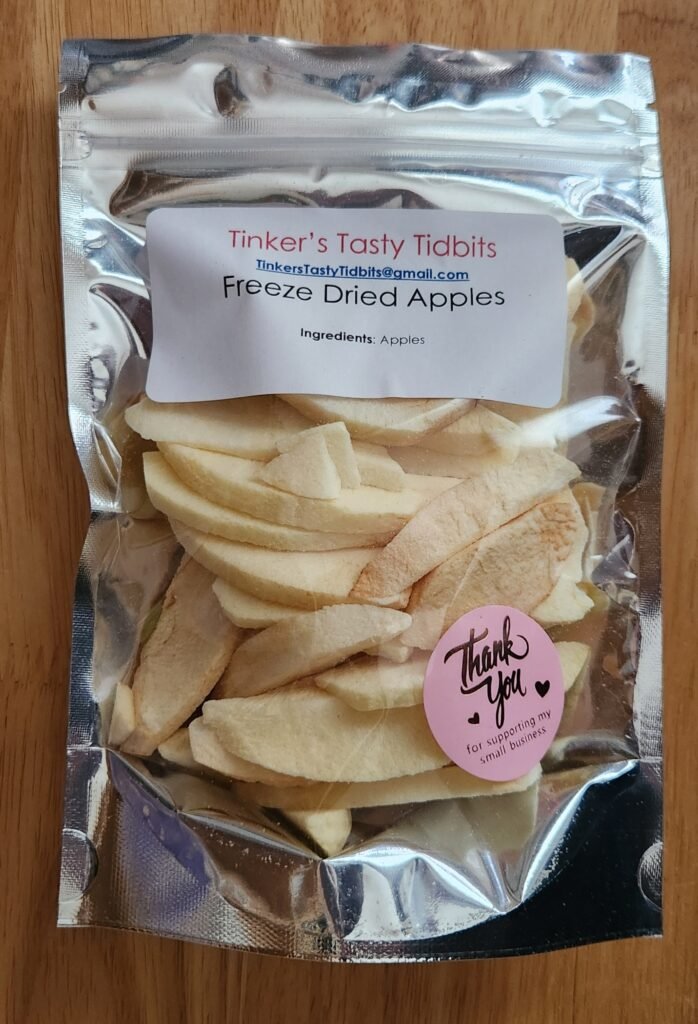 Tinker's Tasty Tidbits
TinkersTastyTidbits@gmail.com
Freeze Dried Apples
Ingredients: Apples
Thank
You
for supporting my
small business